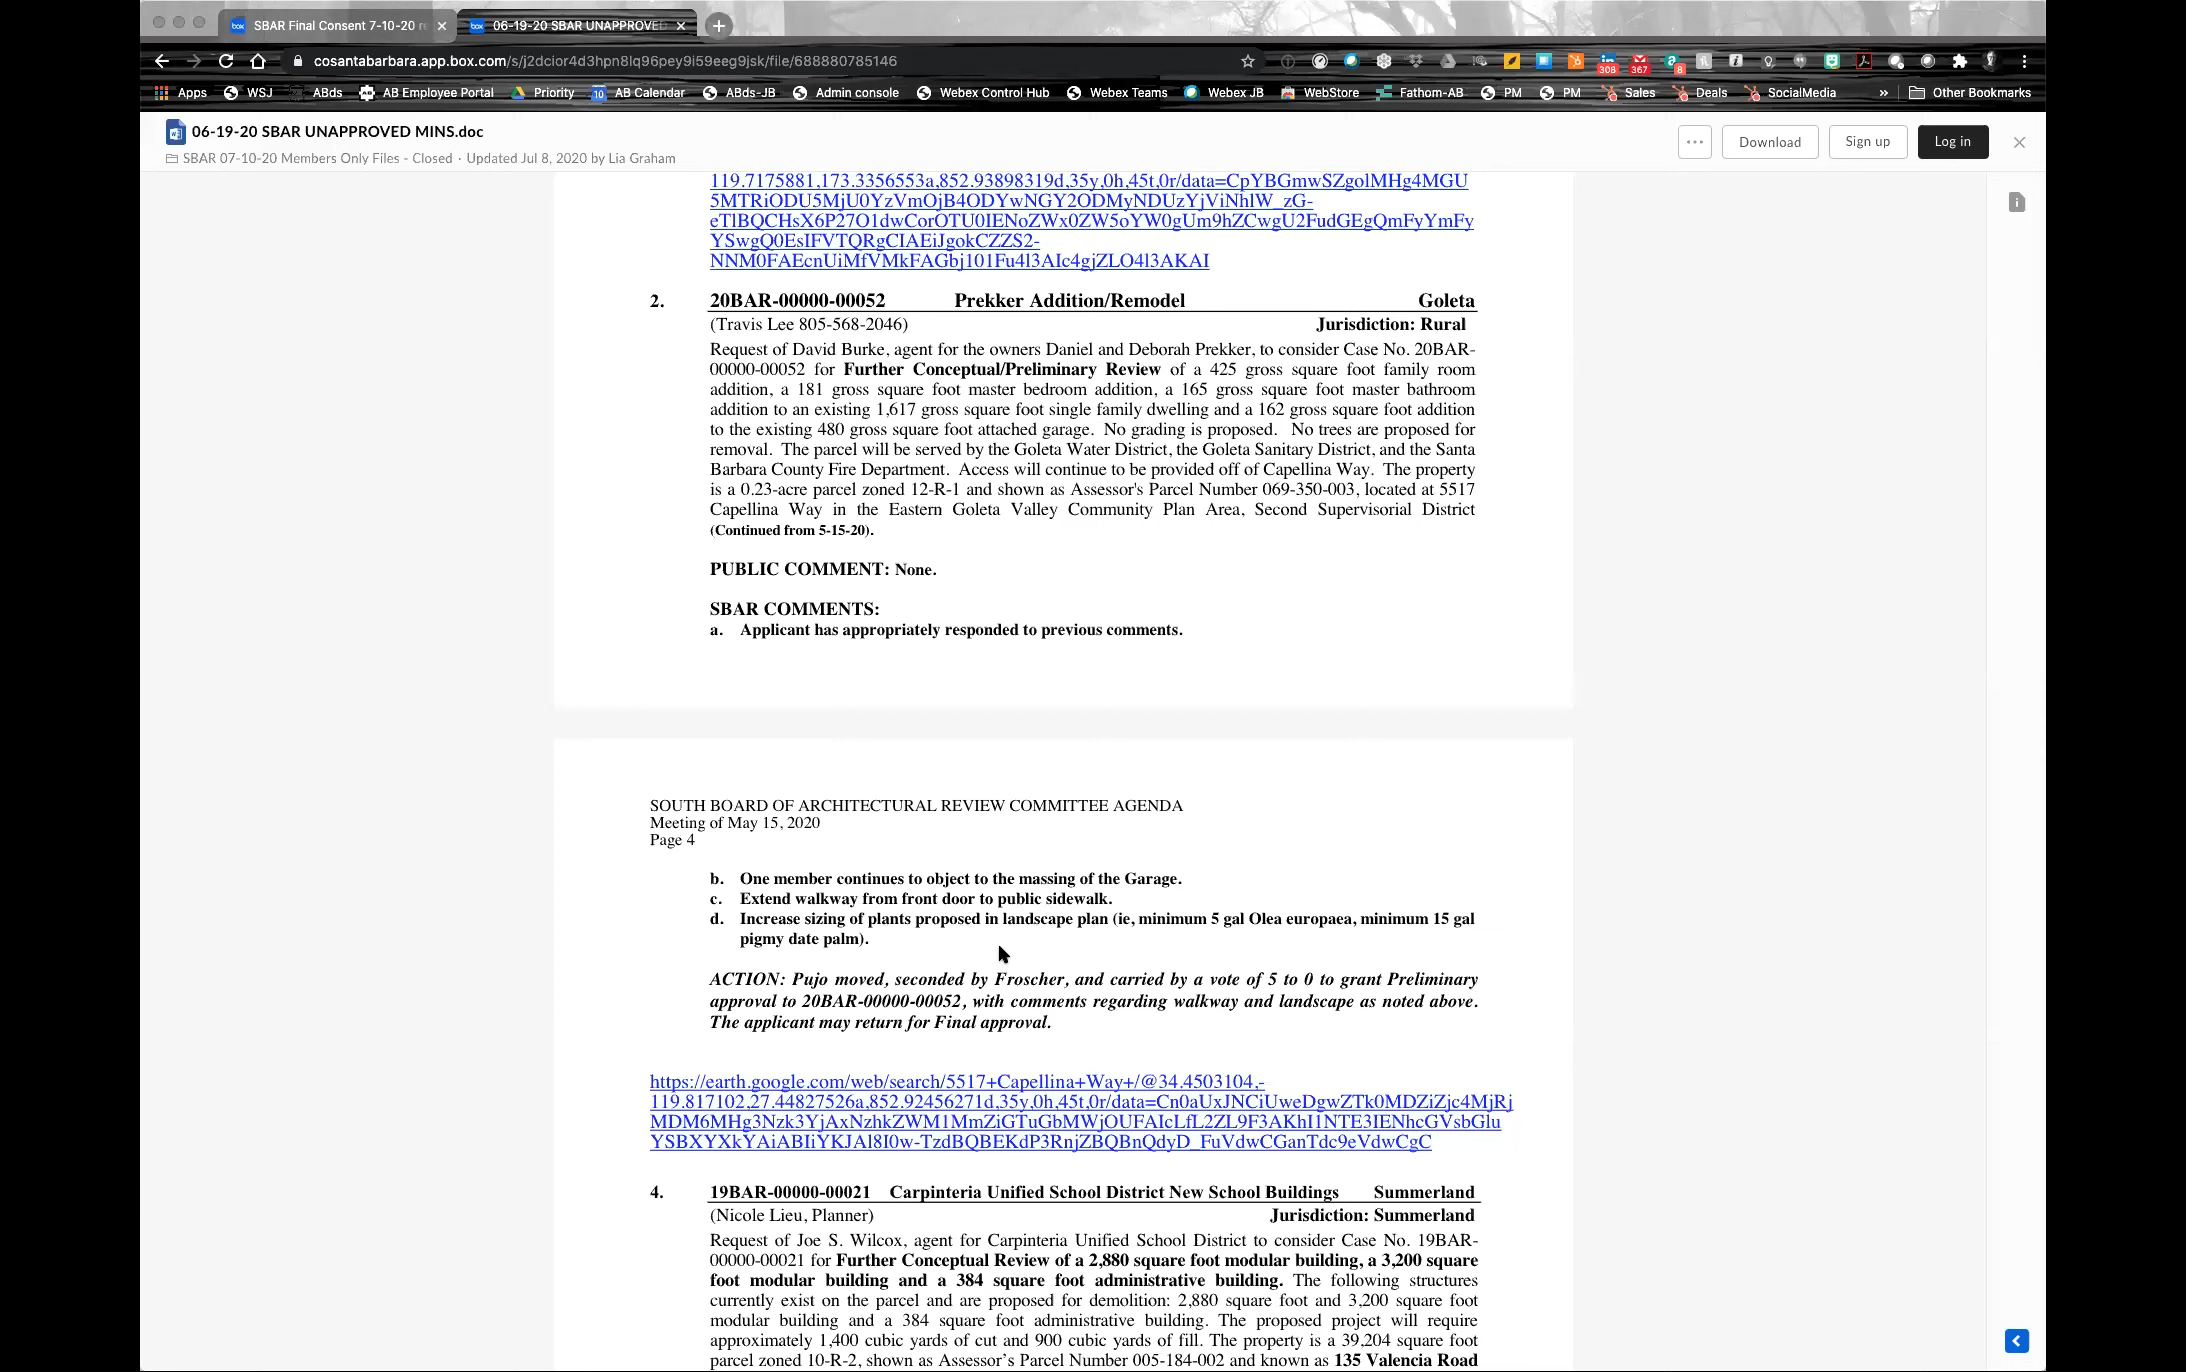 SBAR Final Consent 7-10-20 re
06-19-20 SBAR UNAPPROVED
cosantabarbara.app.box.com/s/j2dcior4d3hpn8lq96pey9i59eeg9jsk/file/688880785146
308 367 8
Apps WSJ ABds AB Employee Portal Priority 10 AB Calendar ABds-JB Admin console Webex Control Hub Webex Teams Webex JB WebStore Fathom-AB PM PM Sales Deals SocialMedia » Other Bookmarks
06-19-20 SBAR UNAPPROVED MINS.doc
SBAR 07-10-20 Members Only Files - Closed · Updated Jul 8, 2020 by Lia Graham
Download Sign up Log in
119.7175881,173.3356553a,852.93898319d,35y,0h,45t,0r/data=CpYBGmwSZgolMHg4MGU
5MTRiODU5MjU0YzVmOjB4ODYwNGY2ODMyNDUzYjViNhlW_zG-
eTlBQCHsX6P27O1dwCorOTU0IENoZWx0ZW5oYW0gUm9hZCwgU2FudGEgQmFyYmFy
YSwgQ0EsIFVTQRgCIAEiJgokCZZS2-
NNM0FAEcnUiMfVMkFAGbj101Fu4l3AIc4gjZLO4l3AKAI
2. 20BAR-00000-00052 Prekker Addition/Remodel Goleta
(Travis Lee 805-568-2046) Jurisdiction: Rural
Request of David Burke, agent for the owners Daniel and Deborah Prekker, to consider Case No. 20BAR-
00000-00052 for Further Conceptual/Preliminary Review of a 425 gross square foot family room
addition, a 181 gross square foot master bedroom addition, a 165 gross square foot master bathroom
addition to an existing 1,617 gross square foot single family dwelling and a 162 gross square foot addition
to the existing 480 gross square foot attached garage. No grading is proposed. No trees are proposed for
removal. The parcel will be served by the Goleta Water District, the Goleta Sanitary District, and the Santa
Barbara County Fire Department. Access will continue to be provided off of Capellina Way. The property
is a 0.23-acre parcel zoned 12-R-1 and shown as Assessor's Parcel Number 069-350-003, located at 5517
Capellina Way in the Eastern Goleta Valley Community Plan Area, Second Supervisorial District
(Continued from 5-15-20).
PUBLIC COMMENT: None.
SBAR COMMENTS:
a. Applicant has appropriately responded to previous comments.
SOUTH BOARD OF ARCHITECTURAL REVIEW COMMITTEE AGENDA
Meeting of May 15, 2020
Page 4
b. One member continues to object to the massing of the Garage.
c. Extend walkway from front door to public sidewalk.
d. Increase sizing of plants proposed in landscape plan (ie, minimum 5 gal Olea europaea, minimum 15 gal
pigmy date palm).
ACTION: Pujo moved, seconded by Froscher, and carried by a vote of 5 to 0 to grant Preliminary
approval to 20BAR-00000-00052, with comments regarding walkway and landscape as noted above.
The applicant may return for Final approval.
https://earth.google.com/web/search/5517+Capellina+Way+/@34.4503104,-
119.817102,27.44827526a,852.92456271d,35y,0h,45t,0r/data=Cn0aUxJNCiUweDgwZTk0MDZiZjc4MjRj
MDM6MHg3Nzk3YjAxNzhkZWM1MmZiGTuGbMWjOUFAIcLfL2ZL9F3AKhI1NTE3IENhcGVsbGlu
YSBXYXkYAiABIiYKJAl8I0w-TzdBQBEKdP3RnjZBQBnQdyD_FuVdwCGanTdc9eVdwCgC
4. 19BAR-00000-00021 Carpinteria Unified School District New School Buildings Summerland
(Nicole Lieu, Planner) Jurisdiction: Summerland
Request of Joe S. Wilcox, agent for Carpinteria Unified School District to consider Case No. 19BAR-
00000-00021 for Further Conceptual Review of a 2,880 square foot modular building, a 3,200 square
foot modular building and a 384 square foot administrative building. The following structures
currently exist on the parcel and are proposed for demolition: 2,880 square foot and 3,200 square foot
modular building and a 384 square foot administrative building. The proposed project will require
approximately 1,400 cubic yards of cut and 900 cubic yards of fill. The property is a 39,204 square foot
parcel zoned 10-R-2, shown as Assessor's Parcel Number 005-184-002 and known as 135 Valencia Road